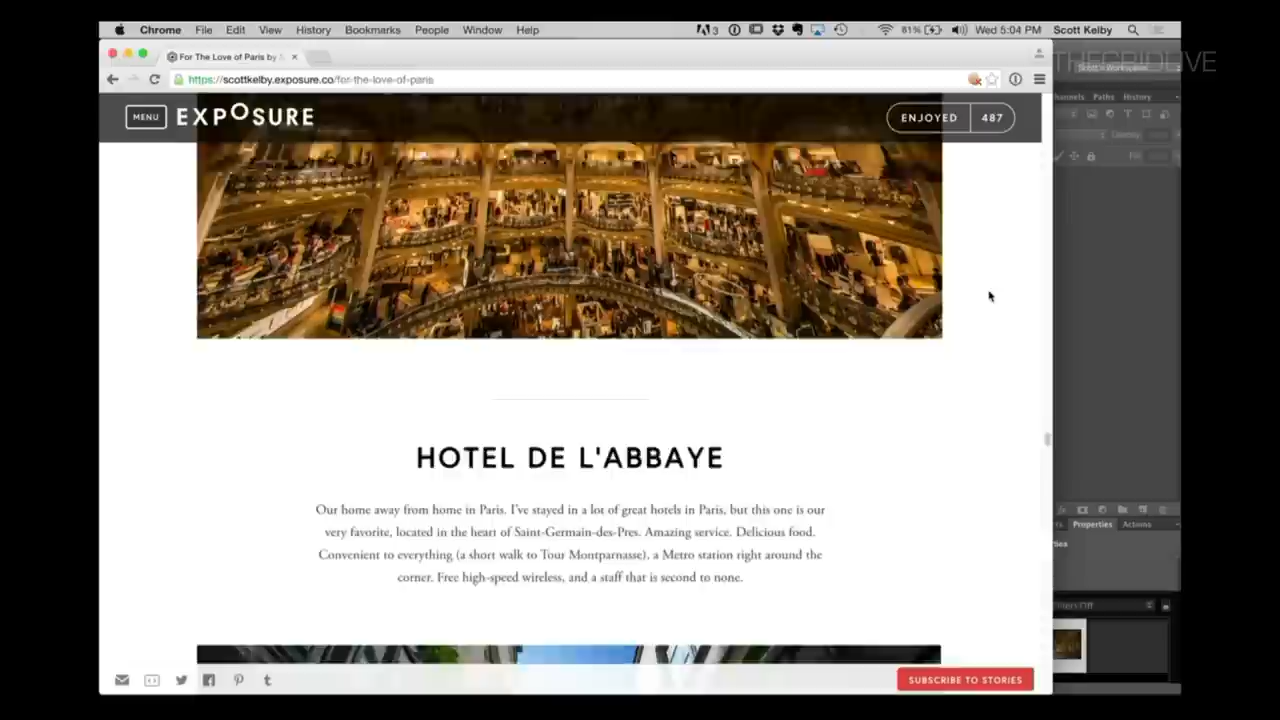 Chrome File Edit View History Bookmarks People Window Help 3 81% Wed 5:04 PM Scott Kelby
THEGRIDLIVE
For The Love of Paris by
https://scottkelby.exposure.co/for-the-love-of-paris
MENU EXPOSURE ENJOYED 487
Paths History
HOTEL DE L'ABBAYE
Our home away from home in Paris. I've stayed in a lot of great hotels in Paris, but this one is our
very favorite, located in the heart of Saint-Germain-des-Pres. Amazing service. Delicious food.
Convenient to everything (a short walk to Tour Montparnasse), a Metro station right around the
corner. Free high-speed wireless, and a staff that is second to none.
Properties Actions
SUBSCRIBE TO STORIES